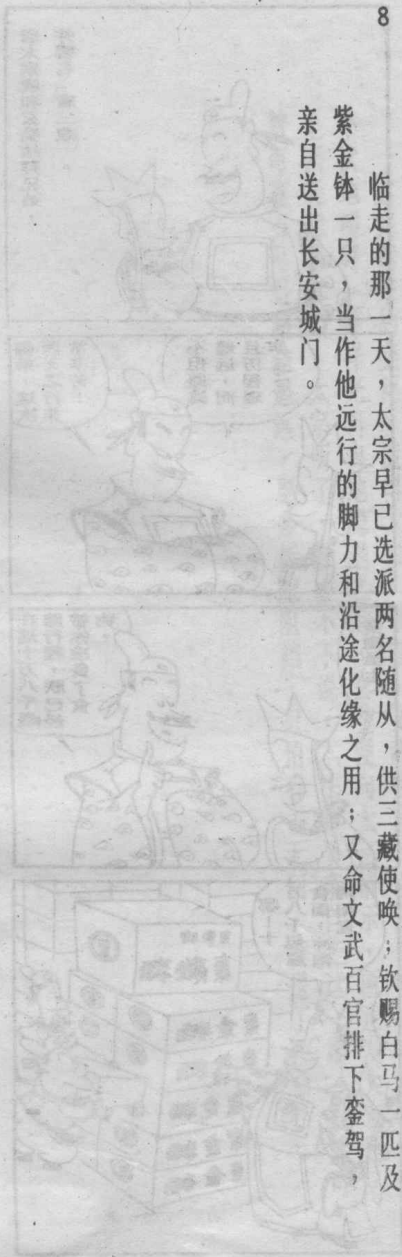 8
临走的那一天，太宗早已选派两名随从，供三藏使唤；钦赐白马一匹及
紫金钵一只，当作他远行的脚力和沿途化缘之用；又命文武百官排下銮驾，
亲自送出长安城门。